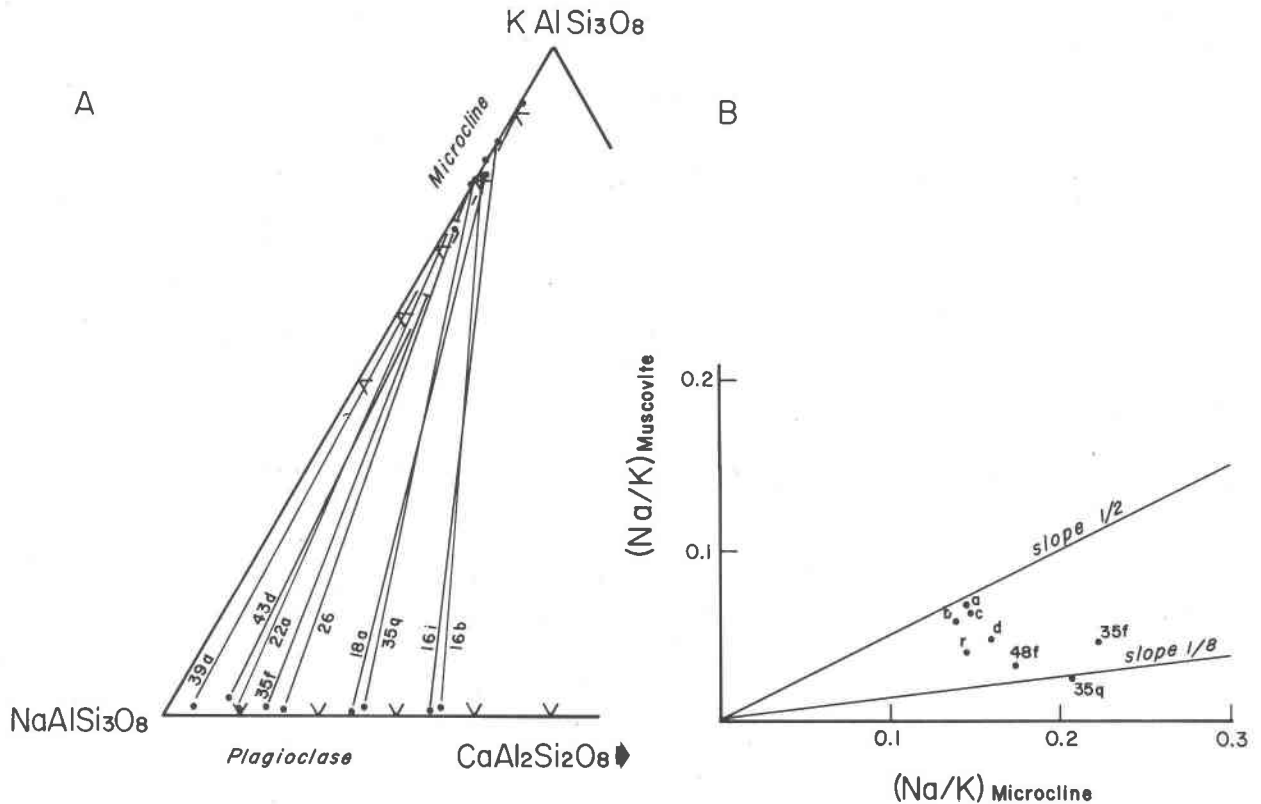 A
K AlSi3O8
Microcline
39a
43d
22a
35f
26
18a
35q
16i
16b
NaAlSi3O8
Plagioclase
CaAl2Si2O8
B
(Na/K) Muscovite
0.2
0.1
slope 1/2
a
b
c
d
r
48f
35f
slope 1/8
35q
0.1
0.2
0.3
(Na/K) Microcline